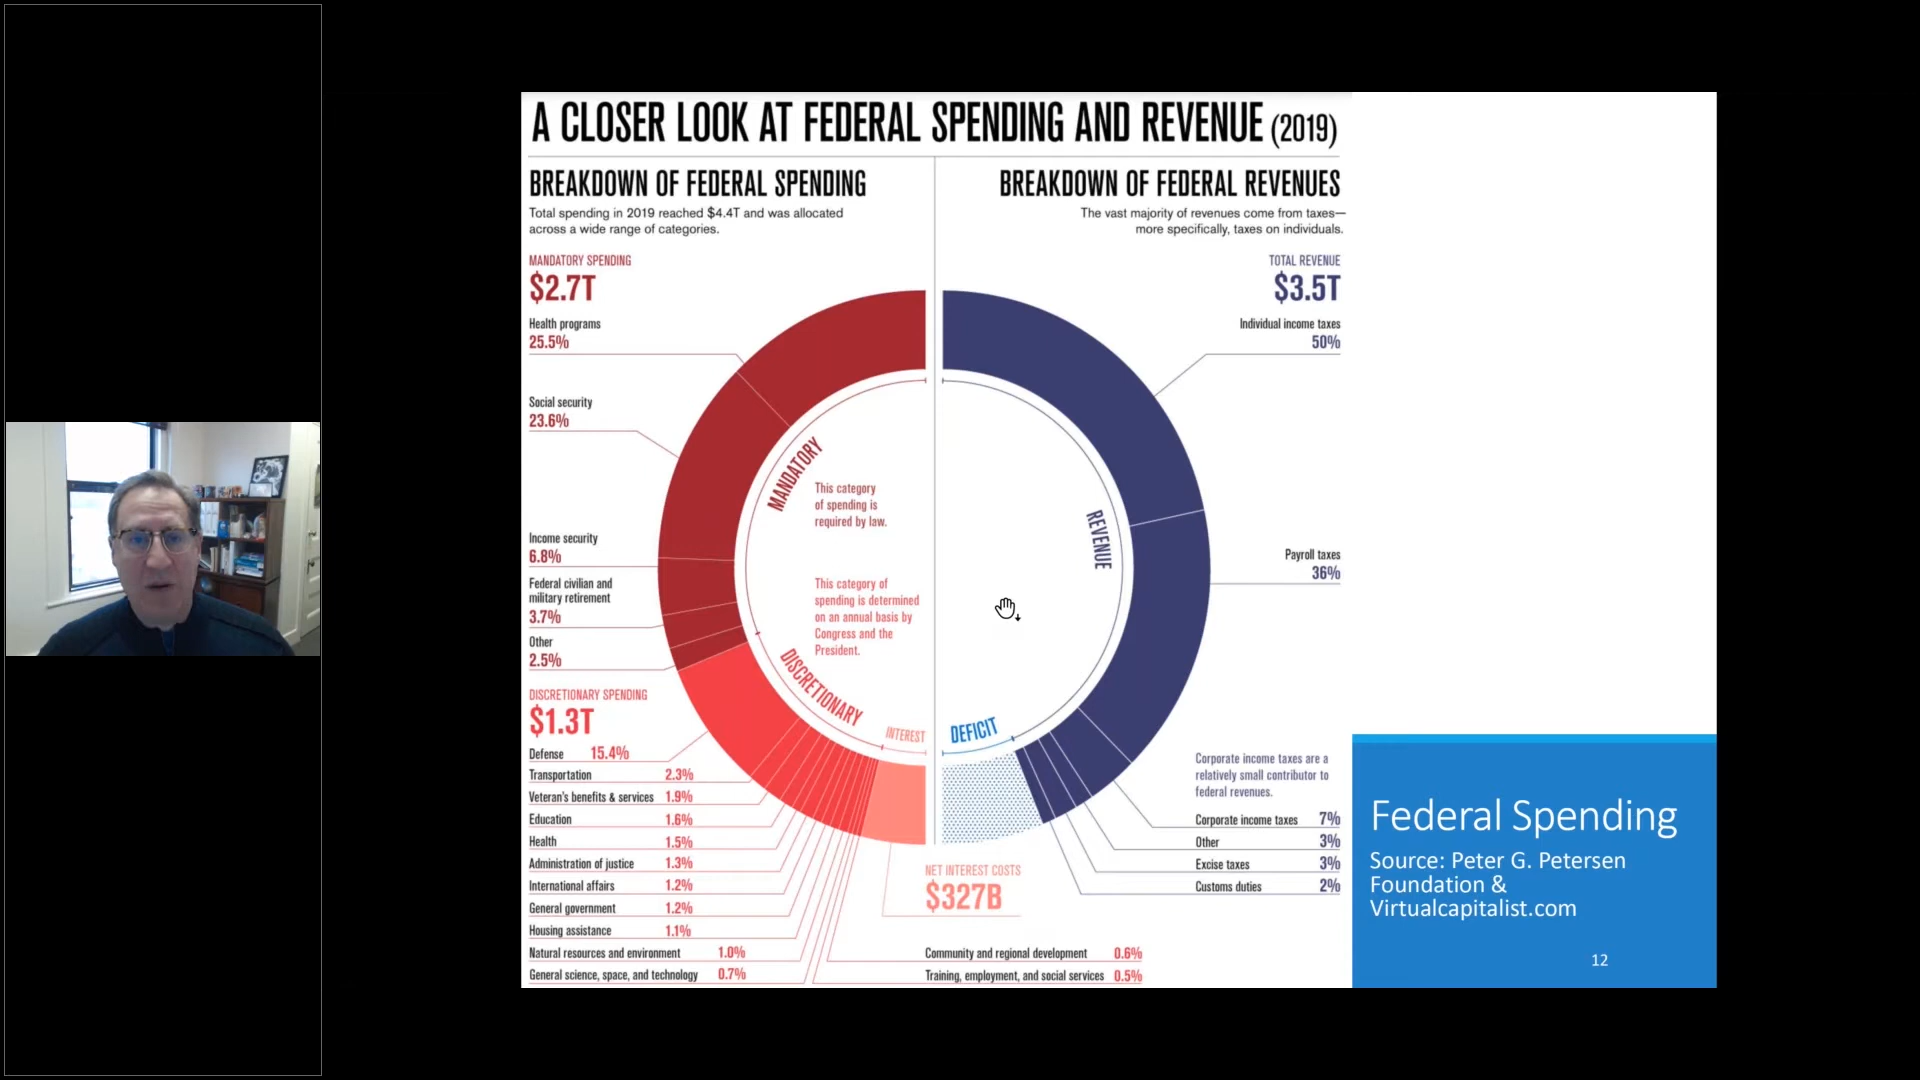 A CLOSER LOOK AT FEDERAL SPENDING AND REVENUE (2019)
BREAKDOWN OF FEDERAL SPENDING
Total spending in 2019 reached $4.4T and was allocated
across a wide range of categories.
MANDATORY SPENDING
$2.7T
Health programs
25.5%
Social security
23.6%
Income security
6.8%
Federal civilian and
military retirement
3.7%
Other
2.5%
DISCRETIONARY SPENDING
$1.3T
Defense 15.4%
Transportation 2.3%
Veteran's benefits & services 1.9%
Education 1.6%
Health 1.5%
Administration of justice 1.3%
International affairs 1.2%
General government 1.2%
Housing assistance 1.1%
Natural resources and environment 1.0%
General science, space, and technology 0.7%
MANDATORY
This category
of spending is
required by law.
This category of
spending is determined
on an annual basis by
Congress and the
President.
DISCRETIONARY
INTEREST
NET INTEREST COSTS
$327B
Community and regional development 0.6%
Training, employment, and social services 0.5%
BREAKDOWN OF FEDERAL REVENUES
The vast majority of revenues come from taxes—
more specifically, taxes on individuals.
TOTAL REVENUE
$3.5T
Individual income taxes
50%
REVENUE
Payroll taxes
36%
DEFICIT
Corporate income taxes are a
relatively small contributor to
federal revenues.
Corporate income taxes 7%
Other 3%
Excise taxes 3%
Customs duties 2%
Federal Spending
Source: Peter G. Petersen
Foundation &
Virtualcapitalist.com
12